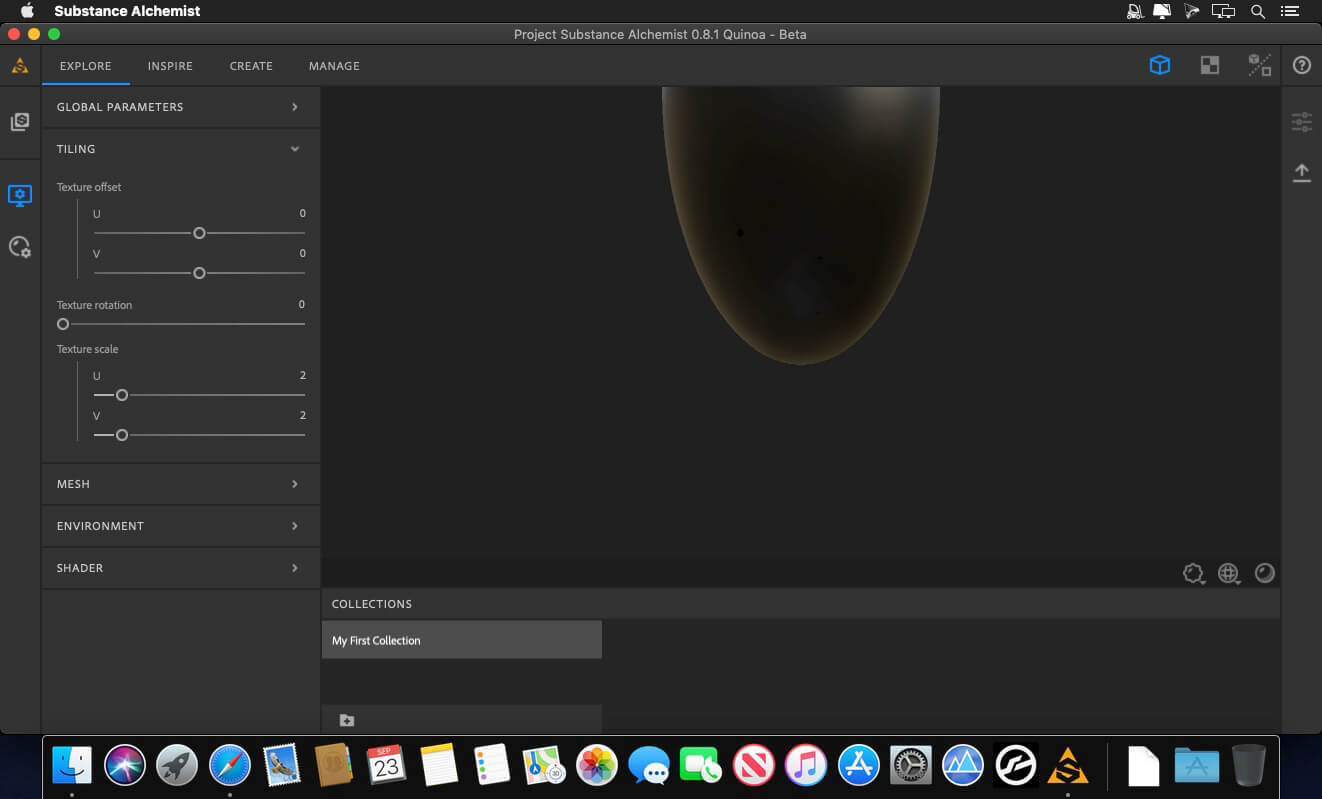 Substance Alchemist
Project Substance Alchemist 0.8.1 Quinoa - Beta
EXPLORE INSPIRE CREATE MANAGE
GLOBAL PARAMETERS
TILING
Texture offset
U 0
V 0
Texture rotation 0
Texture scale
U 2
V 2
MESH
ENVIRONMENT
SHADER
COLLECTIONS
My First Collection
SEP
23